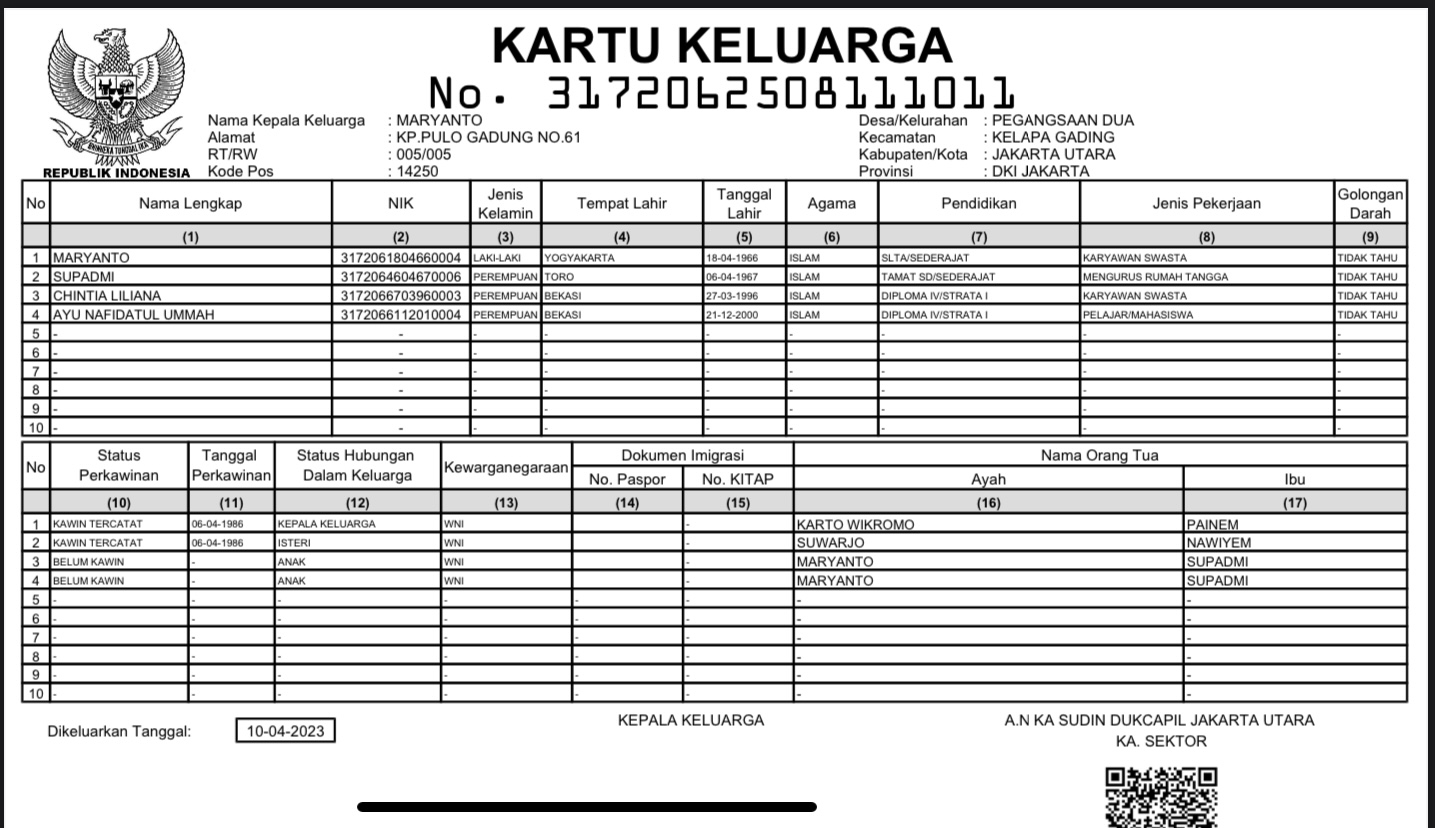 KARTU KELUARGA
No. 3172062508111011
Nama Kepala Keluarga : MARYANTO
Alamat : KP.PULO GADUNG NO.61
RT/RW : 005/005
Kode Pos : 14250
Desa/Kelurahan : PEGANGSAAN DUA
Kecamatan : KELAPA GADING
Kabupaten/Kota : JAKARTA UTARA
Provinsi : DKI JAKARTA
BHINNEKA TUNGGAL IKA
REPUBLIK INDONESIA
No Nama Lengkap NIK Jenis Kelamin Tempat Lahir Tanggal Lahir Agama Pendidikan Jenis Pekerjaan Golongan Darah
(1) (2) (3) (4) (5) (6) (7) (8) (9)
1 MARYANTO 3172061804660004 LAKI-LAKI YOGYAKARTA 18-04-1966 ISLAM SLTA/SEDERAJAT KARYAWAN SWASTA TIDAK TAHU
2 SUPADMI 3172064604670006 PEREMPUAN TORO 06-04-1967 ISLAM TAMAT SD/SEDERAJAT MENGURUS RUMAH TANGGA TIDAK TAHU
3 CHINTIA LILIANA 3172066703960003 PEREMPUAN BEKASI 27-03-1996 ISLAM DIPLOMA IV/STRATA I KARYAWAN SWASTA TIDAK TAHU
4 AYU NAFIDATUL UMMAH 3172066112010004 PEREMPUAN BEKASI 21-12-2000 ISLAM DIPLOMA IV/STRATA I PELAJAR/MAHASISWA TIDAK TAHU
5 - - - - - - - - -
6 - - - - - - - - -
7 - - - - - - - - -
8 - - - - - - - - -
9 - - - - - - - - -
10 - - - - - - - - -
No Status Perkawinan Tanggal Perkawinan Status Hubungan Dalam Keluarga Kewarganegaraan Dokumen Imigrasi Nama Orang Tua
No. Paspor No. KITAP Ayah Ibu
(10) (11) (12) (13) (14) (15) (16) (17)
1 KAWIN TERCATAT 06-04-1986 KEPALA KELUARGA WNI - KARTO WIKROMO PAINEM
2 KAWIN TERCATAT 06-04-1986 ISTERI WNI - SUWARJO NAWIYEM
3 BELUM KAWIN - ANAK WNI - MARYANTO SUPADMI
4 BELUM KAWIN - ANAK WNI - MARYANTO SUPADMI
5 - - - - - - - -
6 - - - - - - - -
7 - - - - - - - -
8 - - - - - - - -
9 - - - - - - - -
10 - - - - - - - -
Dikeluarkan Tanggal: 10-04-2023
KEPALA KELUARGA
A.N KA SUDIN DUKCAPIL JAKARTA UTARA
KA. SEKTOR